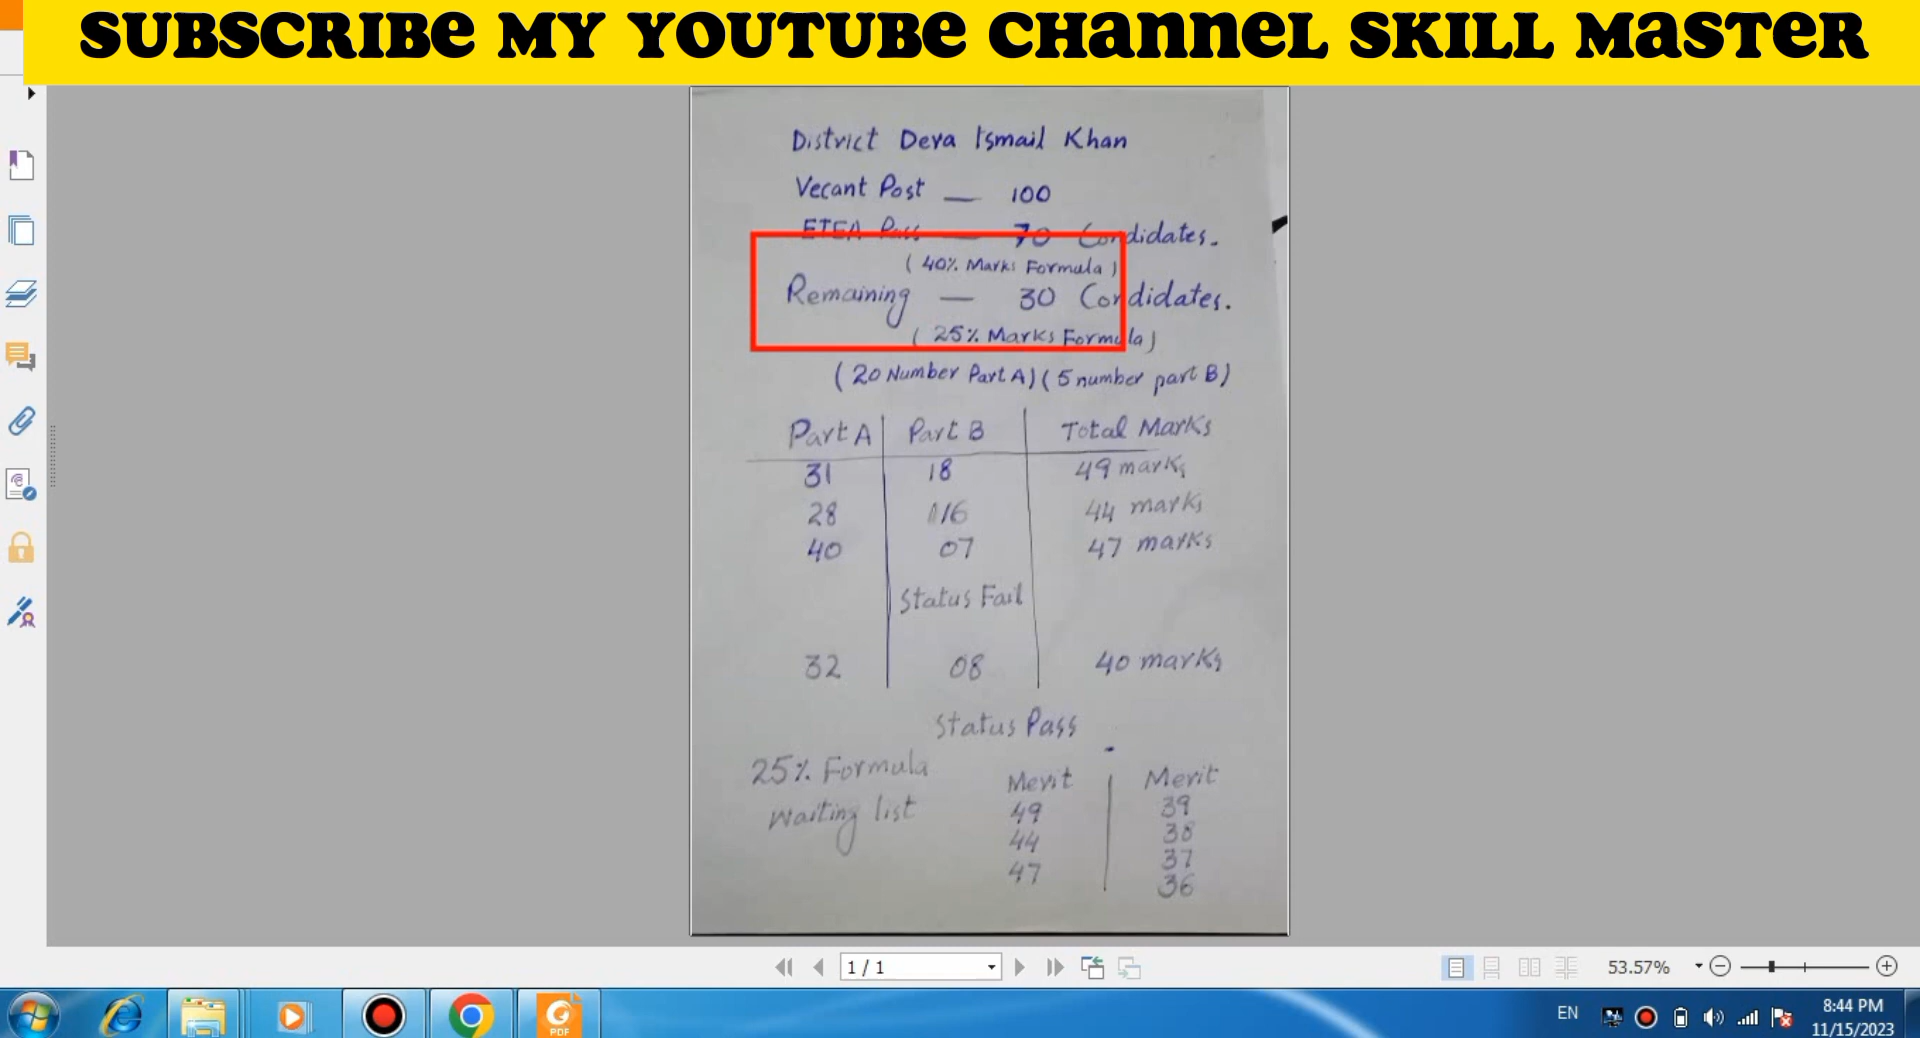 SUBSCRIBE MY YOUTUBE CHANNEL SKILL MASTER
District Dera Ismail Khan
Vecant Post — 100
ETEA Pass — 70 Candidates.
( 40% Marks Formula )
Remaining — 30 Candidates.
( 25% Marks Formula )
( 20 Number Part A) ( 5 number part B)
Part A Part B Total Marks
31 18 49 marks
28 16 44 marks
40 07 47 marks
Status Fail
32 08 40 marks
Status Pass
25% Formula Merit Merit
Waiting list 49 39
44 38
47 37
36
1 / 1
53.57%
PDF
EN
8:44 PM
11/15/2023